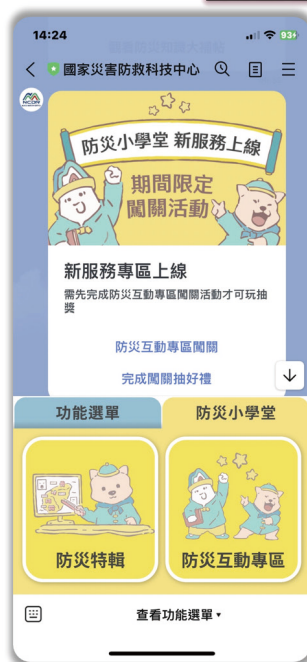 14:24
93
國家災害防救科技中心
NCDR
防災小學堂 新服務上線
期間限定
闖關活動
新服務專區上線
需先完成防災互動專區闖關活動才可玩抽
獎
防災互動專區闖關
完成闖關抽好禮
功能選單
防災小學堂
防災特輯
防災互動專區
查看功能選單